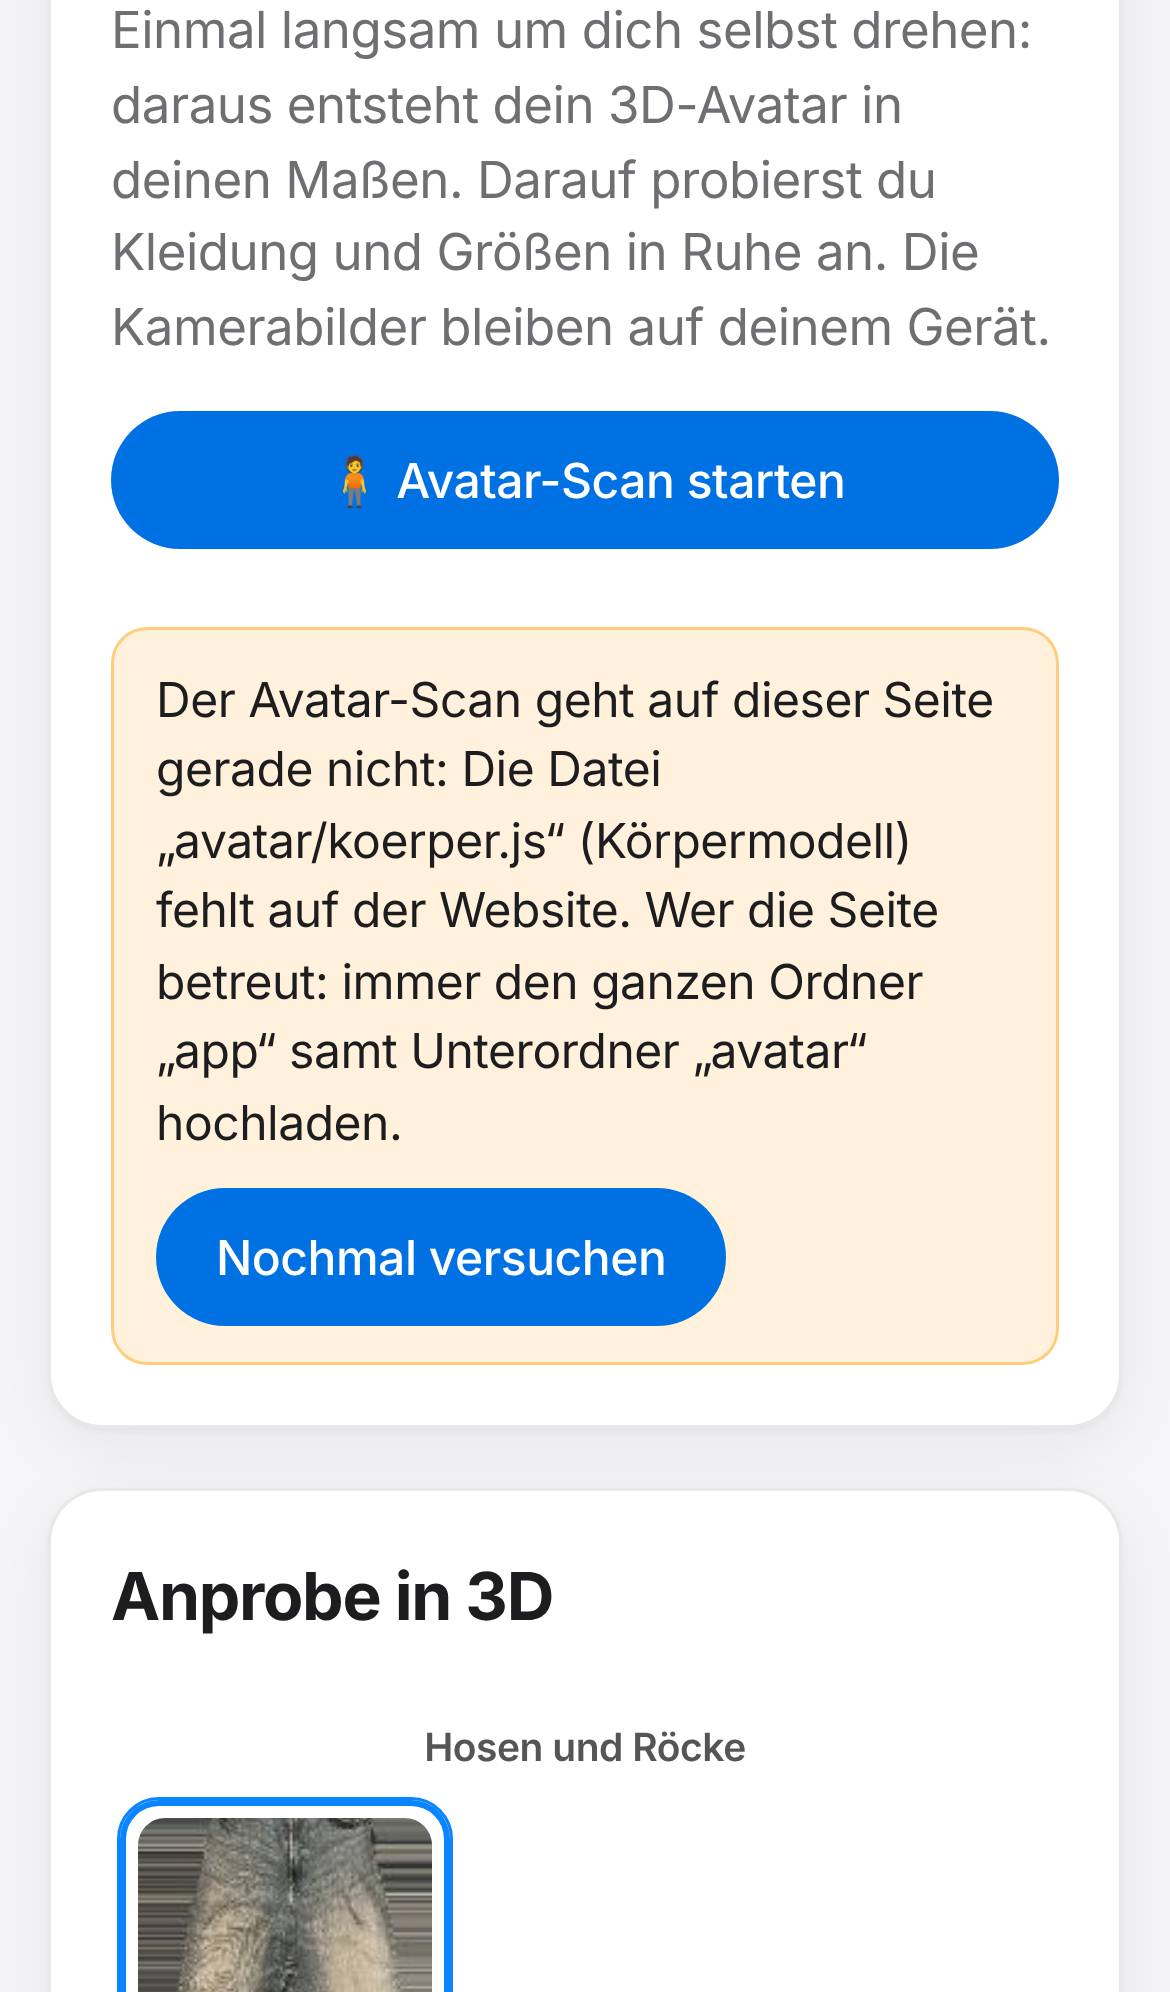 Einmal langsam um dich selbst drehen:
daraus entsteht dein 3D-Avatar in
deinen Maßen. Darauf probierst du
Kleidung und Größen in Ruhe an. Die
Kamerabilder bleiben auf deinem Gerät.
🧍 Avatar-Scan starten
Der Avatar-Scan geht auf dieser Seite
gerade nicht: Die Datei
„avatar/koerper.js“ (Körpermodell)
fehlt auf der Website. Wer die Seite
betreut: immer den ganzen Ordner
„app“ samt Unterordner „avatar“
hochladen.
Nochmal versuchen
Anprobe in 3D
Hosen und Röcke